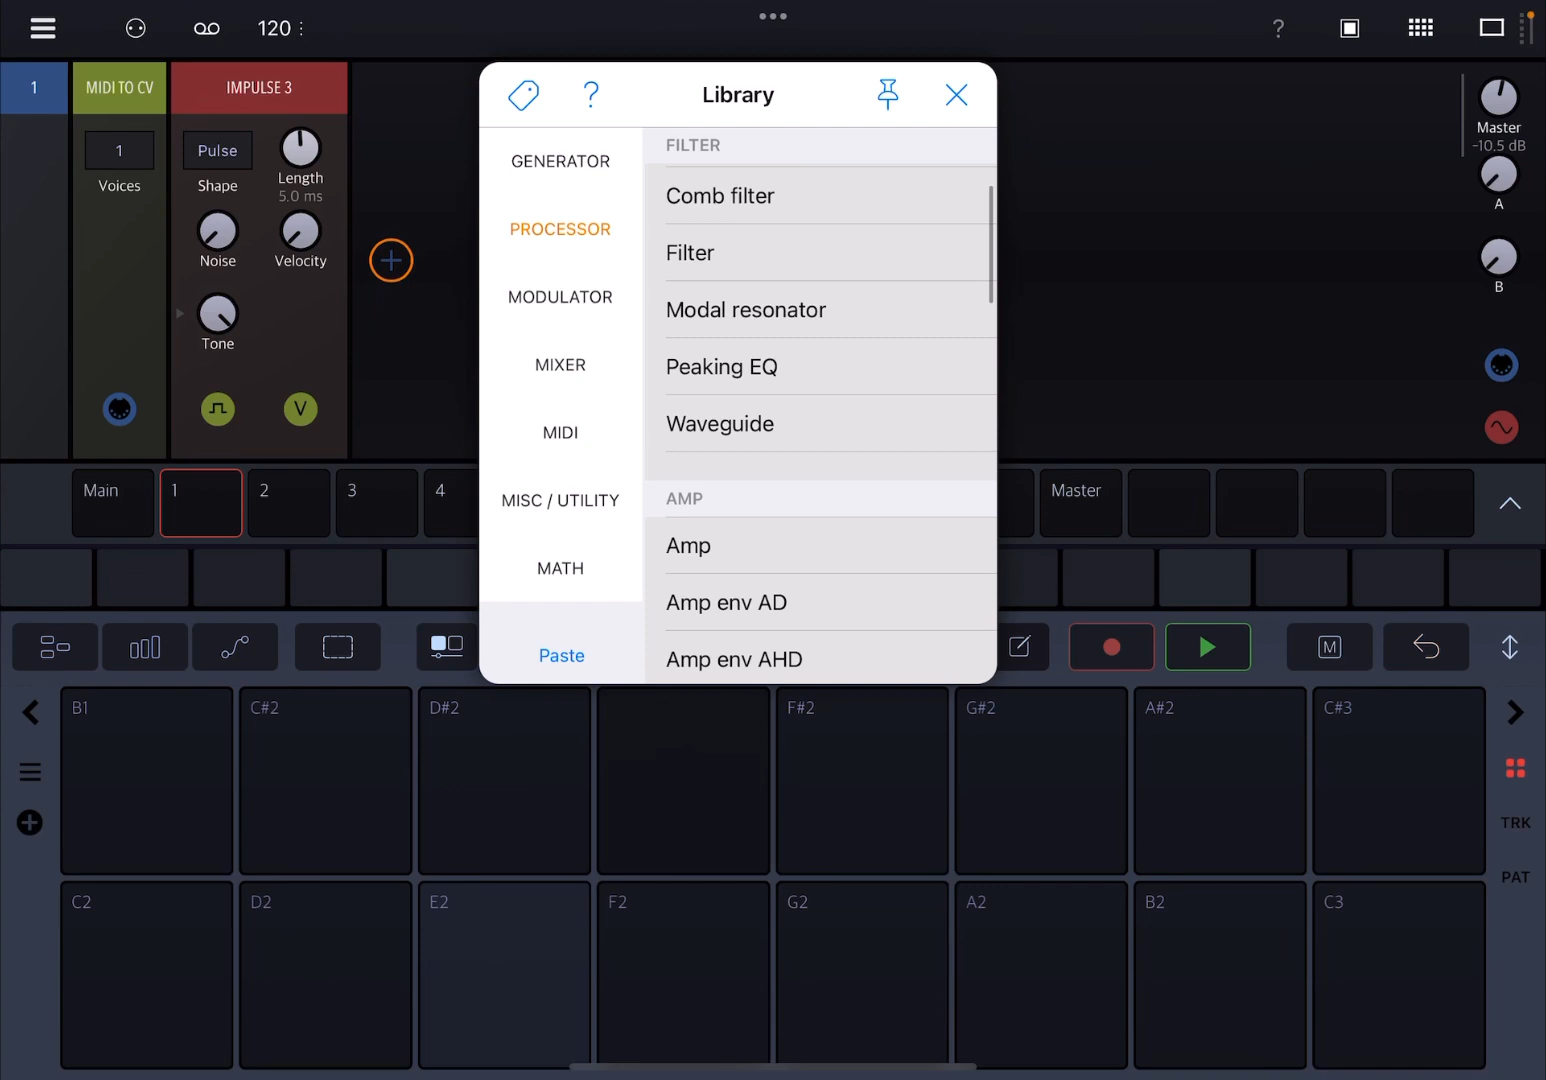 120
?
1
MIDI TO CV
IMPULSE 3
?
Library
Master
-10.5 dB
1
Voices
Pulse
Shape
Length
5.0 ms
Noise
Velocity
Tone
V
GENERATOR
PROCESSOR
MODULATOR
MIXER
MIDI
MISC / UTILITY
MATH
Paste
FILTER
Comb filter
Filter
Modal resonator
Peaking EQ
Waveguide
AMP
Amp
Amp env AD
Amp env AHD
A
B
Main
1
2
3
4
Master
M
B1
C#2
D#2
F#2
G#2
A#2
C#3
TRK
PAT
C2
D2
E2
F2
G2
A2
B2
C3